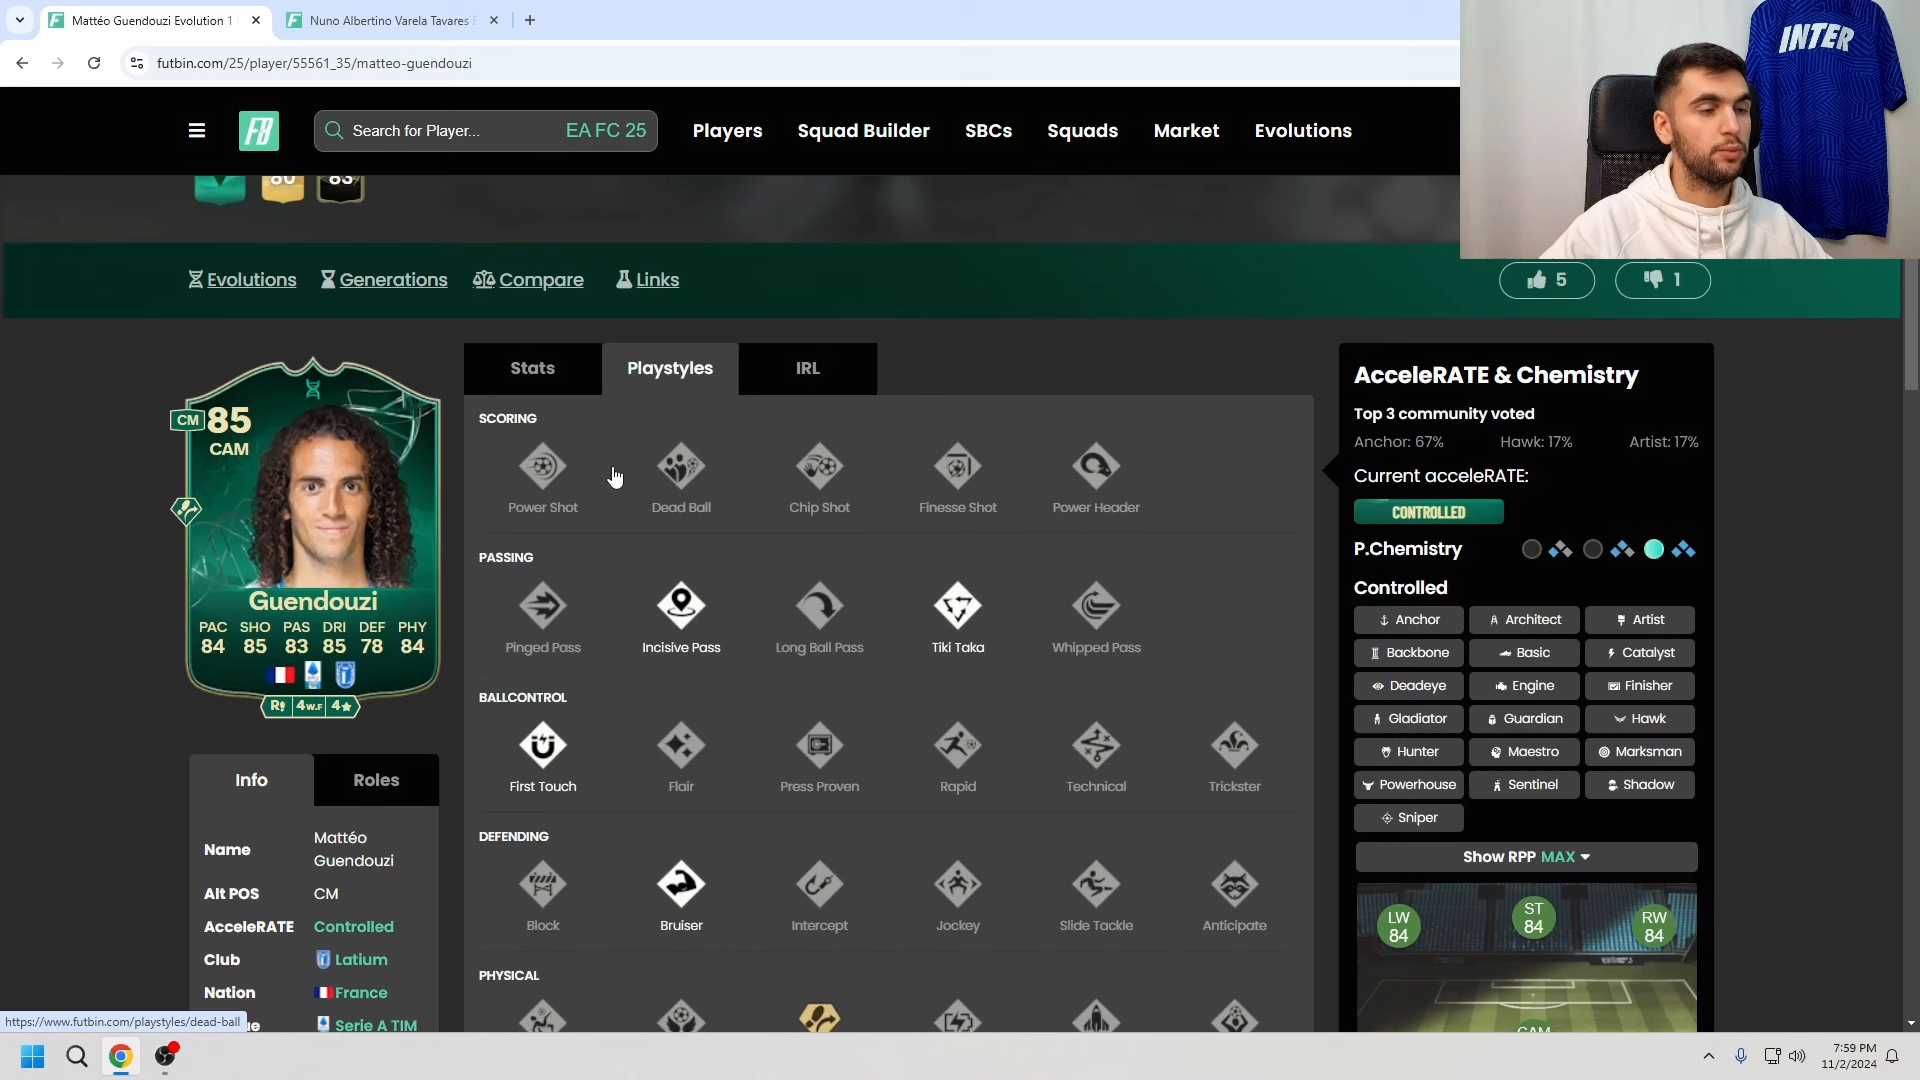 Mattéo Guendouzi Evolution 1
Nuno Albertino Varela Tavares E
futbin.com/25/player/55561_35/matteo-guendouzi
INTER
Search for Player... EA FC 25
Players
Squad Builder
SBCs
Squads
Market
Evolutions
80
83
Evolutions
Generations
Compare
Links
5
1
CM 85
CAM
Guendouzi
PAC SHO PAS DRI DEF PHY
84 85 83 85 78 84
4 W.F 4★
Stats
Playstyles
IRL
SCORING
Power Shot
Dead Ball
Chip Shot
Finesse Shot
Power Header
PASSING
Pinged Pass
Incisive Pass
Long Ball Pass
Tiki Taka
Whipped Pass
BALLCONTROL
First Touch
Flair
Press Proven
Rapid
Technical
Trickster
DEFENDING
Block
Bruiser
Intercept
Jockey
Slide Tackle
Anticipate
PHYSICAL
AcceleRATE & Chemistry
Top 3 community voted
Anchor: 67% Hawk: 17% Artist: 17%
Current acceleRATE:
CONTROLLED
P.Chemistry
Controlled
Anchor Architect Artist
Backbone Basic Catalyst
Deadeye Engine Finisher
Gladiator Guardian Hawk
Hunter Maestro Marksman
Powerhouse Sentinel Shadow
Sniper
Show RPP MAX
LW
84
ST
84
RW
84
CAM
Info
Roles
Name Mattéo Guendouzi
Alt POS CM
AcceleRATE Controlled
Club Latium
Nation France
Serie A TIM
https://www.futbin.com/playstyles/dead-ball
7:59 PM
11/2/2024